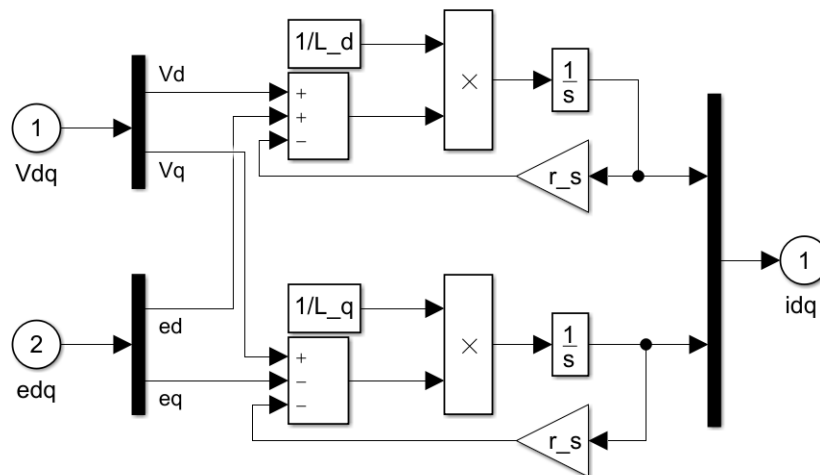 1/L_d
Vd
+
1
+
×
1
s
−
Vdq
Vq
r_s
1
idq
1/L_q
ed
2
+
−
×
1
s
−
edq
eq
r_s